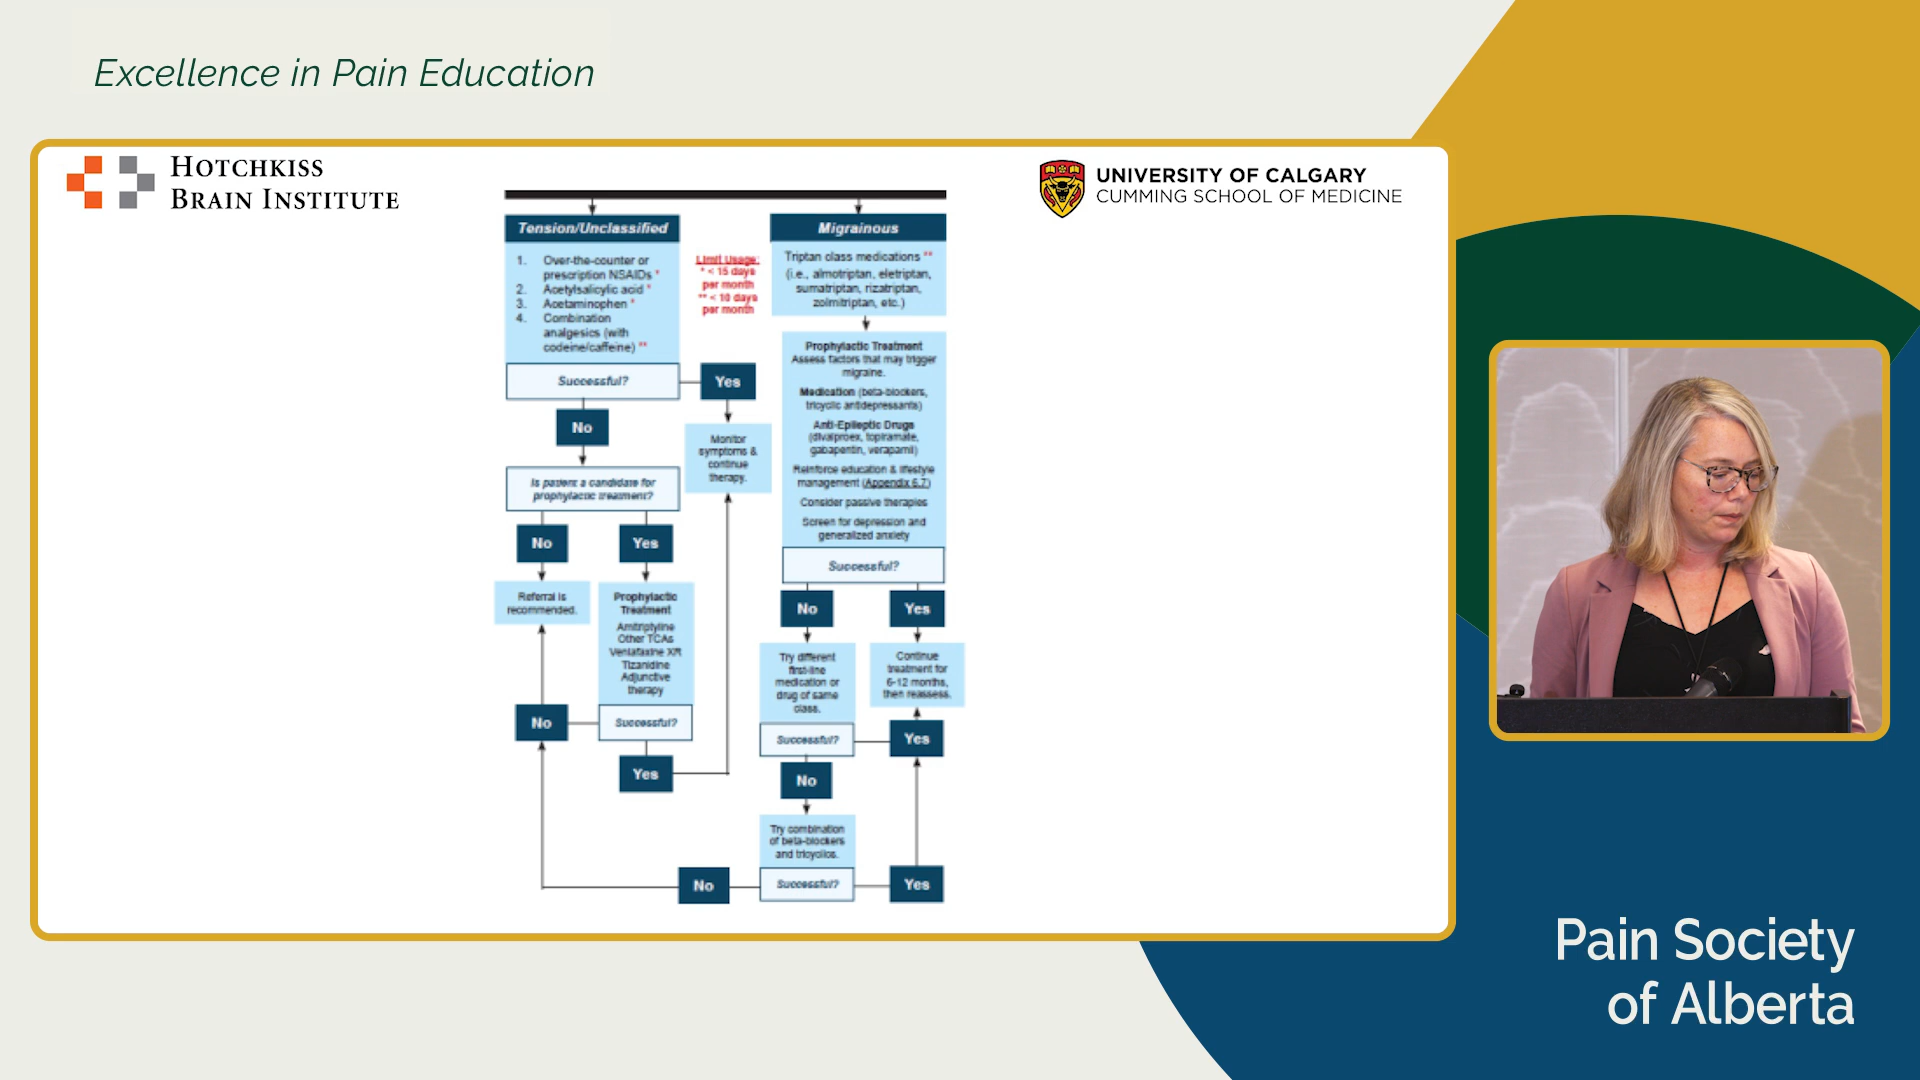 Excellence in Pain Education
HOTCHKISS
BRAIN INSTITUTE
UNIVERSITY OF CALGARY
CUMMING SCHOOL OF MEDICINE
Tension/Unclassified
1. Over-the-counter or
prescription NSAIDs *
2. Acetylsalicylic acid *
3. Acetaminophen *
4. Combination
analgesics (with
codeine/caffeine) **
Limit Usage:
* < 15 days
per month
** < 10 days
per month
Successful?
Yes
No
Monitor
symptoms &
continue
therapy.
Is patient a candidate for
prophylactic treatment?
No
Yes
Referral is
recommended.
Prophylactic
Treatment
Amitriptyline
Other TCAs
Venlafaxine XR
Tizanidine
Adjunctive
therapy
No
Successful?
Yes
Migrainous
Triptan class medications **
(i.e., almotriptan, eletriptan,
sumatriptan, rizatriptan,
zolmitriptan, etc.)
Prophylactic Treatment
Assess factors that may trigger
migraine.
Medication (beta-blockers,
tricyclic antidepressants)
Anti-Epileptic Drugs
(divalproex, topiramate,
gabapentin, verapamil)
Reinforce education & lifestyle
management (Appendix 6.7)
Consider passive therapies
Screen for depression and
generalized anxiety
Successful?
No
Yes
Try different
first-line
medication or
drug of same
class.
Continue
treatment for
6-12 months,
then reassess.
Successful?
Yes
No
Try combination
of beta-blockers
and tricyclics.
No
Successful?
Yes
Pain Society
of Alberta